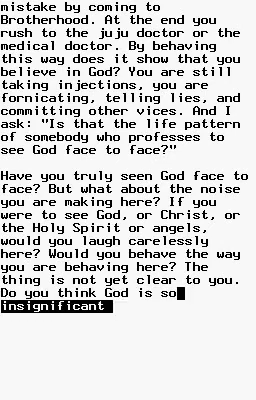 mistake by coming to
Brotherhood. At the end you
rush to the juju doctor or the
medical doctor. By behaving
this way does it show that you
believe in God? You are still
taking injections, you are
fornicating, telling lies, and
committing other vices. And I
ask: "Is that the life pattern
of somebody who professes to
see God face to face?"

Have you truly seen God face to
face? But what about the noise
you are making here? If you
were to see God, or Christ, or
the Holy Spirit or angels,
would you laugh carelessly
here? Would you behave the way
you are behaving here? The
thing is not yet clear to you.
Do you think God is so
insignificant